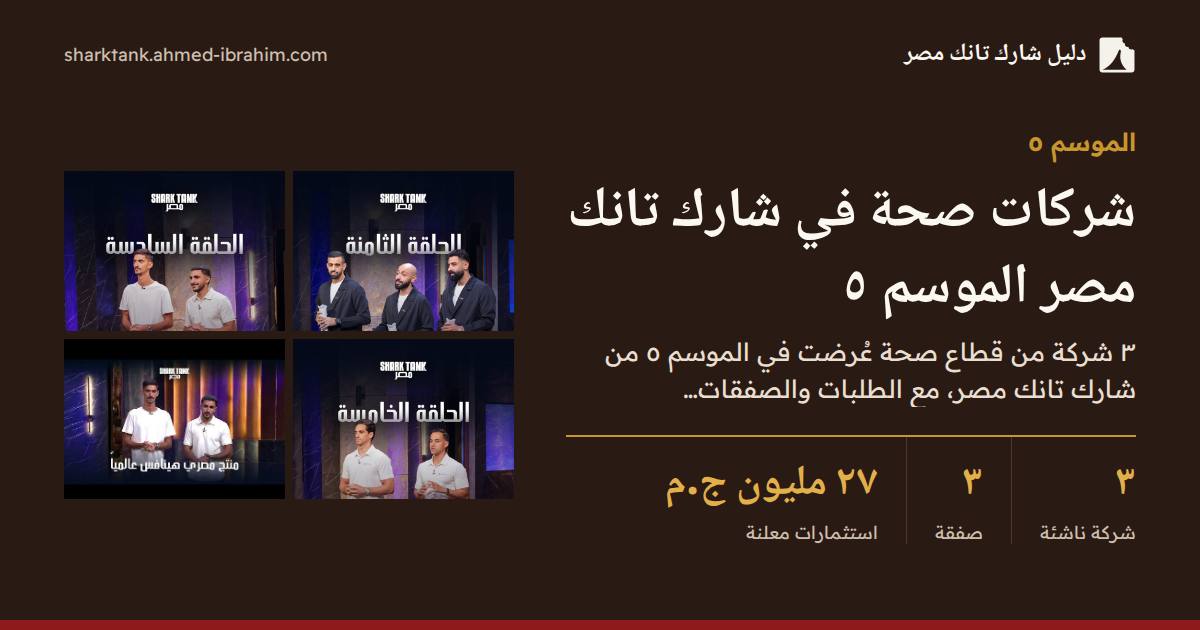 دليل شارك تانك مصر
sharktank.ahmed-ibrahim.com
الموسم ٥
شركات صحة في شارك تانك
مصر الموسم ٥
٣ شركة من قطاع صحة عُرضت في الموسم ٥ من
شارك تانك مصر، مع الطلبات والصفقات...
٣
شركة ناشئة
٣
صفقة
٢٧ مليون ج.م
استثمارات معلنة
SHARK TANK
مصر
الحلقة الثامنة
SHARK TANK
مصر
الحلقة السادسة
SHARK TANK
مصر
الحلقة الخامسة
SHARK TANK
مصر
منتج مصري هينافس عالمياً